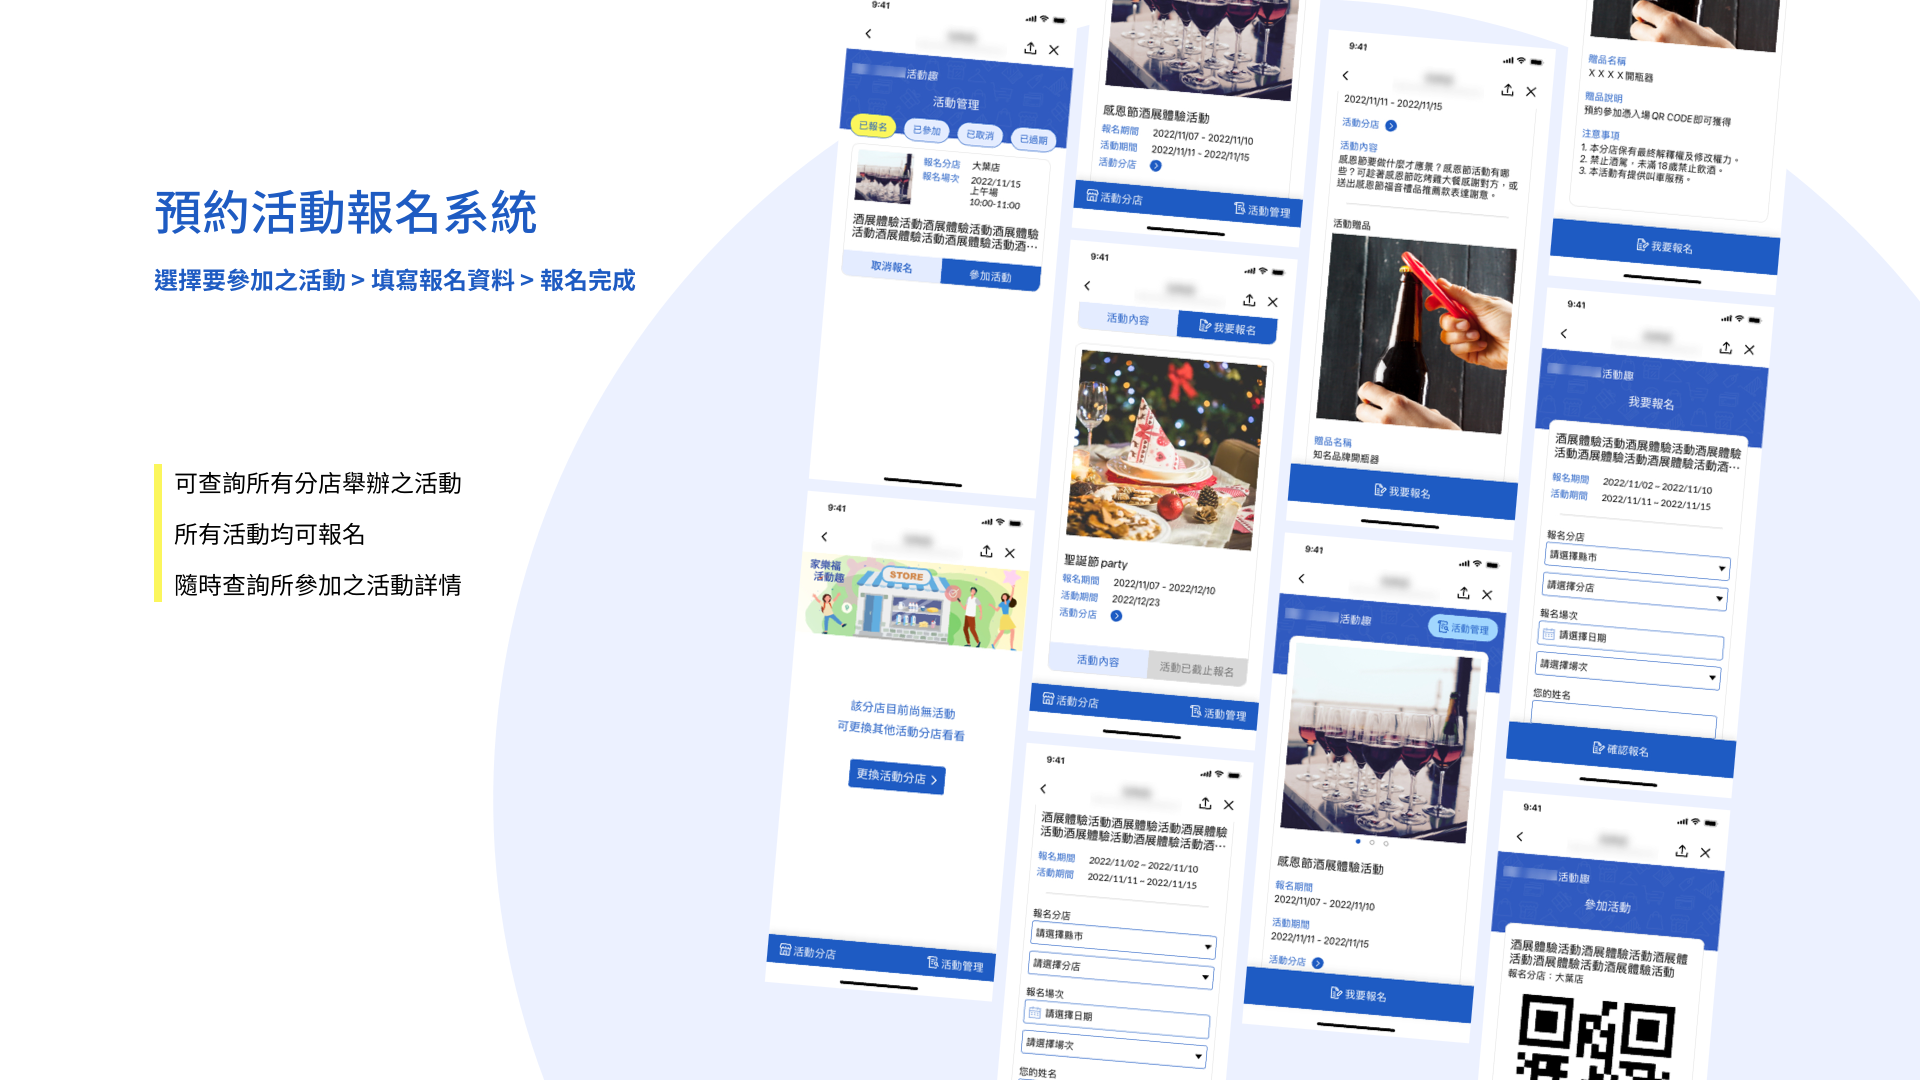 預約活動報名系統
選擇要參加之活動 > 填寫報名資料 > 報名完成
可查詢所有分店舉辦之活動
所有活動均可報名
隨時查詢所參加之活動詳情
9:41
活動趣
活動管理
已報名
已參加
已取消
已過期
報名分店 大葉店
報名場次 2022/11/15
上午場
10:00-11:00
酒展體驗活動酒展體驗活動酒展體驗
活動酒展體驗活動酒展體驗活動酒⋯
取消報名
參加活動
9:41
家樂福
活動趣
STORE
該分店目前尚無活動
可更換其他活動分店看看
更換活動分店
活動分店
活動管理
感恩節酒展體驗活動
報名期間 2022/11/07 - 2022/11/10
活動期間 2022/11/11 - 2022/11/15
活動分店
活動分店
活動管理
9:41
活動內容
我要報名
聖誕節 party
報名期間 2022/11/07 - 2022/12/10
活動期間 2022/12/23
活動分店
活動內容
活動已截止報名
活動分店
活動管理
9:41
酒展體驗活動酒展體驗活動酒展體驗
活動酒展體驗活動酒展體驗活動酒⋯
報名期間 2022/11/02 ~ 2022/11/10
活動期間 2022/11/11 ~ 2022/11/15
報名分店
請選擇縣市
請選擇分店
報名場次
請選擇日期
請選擇場次
您的姓名
9:41
2022/11/11 - 2022/11/15
活動分店
活動內容
感恩節要做什麼才應景？感恩節活動有哪
些？可趁著感恩節吃烤雞大餐感謝對方，或
送出感恩節福音禮品推薦款表達謝意。
活動贈品
贈品名稱
知名品牌開瓶器
我要報名
9:41
活動趣
活動管理
感恩節酒展體驗活動
報名期間
2022/11/07 - 2022/11/10
活動期間
2022/11/11 - 2022/11/15
活動分店
我要報名
贈品名稱
ＸＸＸＸ開瓶器
贈品說明
預約參加憑入場 QR CODE 即可獲得
注意事項
1. 本分店保有最終解釋權及修改權力。
2. 禁止酒駕，未滿 18 歲禁止飲酒。
3. 本活動有提供叫車服務。
我要報名
9:41
活動趣
我要報名
酒展體驗活動酒展體驗活動酒展體驗
活動酒展體驗活動酒展體驗活動酒⋯
報名期間 2022/11/02 ~ 2022/11/10
活動期間 2022/11/11 ~ 2022/11/15
報名分店
請選擇縣市
請選擇分店
報名場次
請選擇日期
請選擇場次
您的姓名
確認報名
9:41
活動趣
參加活動
酒展體驗活動酒展體驗活動酒展體
活動酒展體驗活動酒展體驗活動
報名分店：大葉店